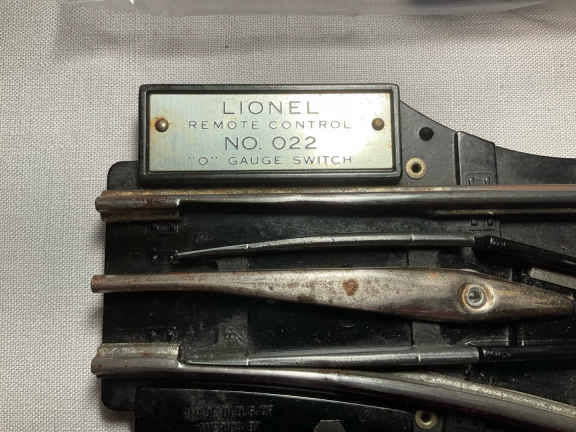 LIONEL
REMOTE CONTROL
NO. 022
"O" GAUGE SWITCH